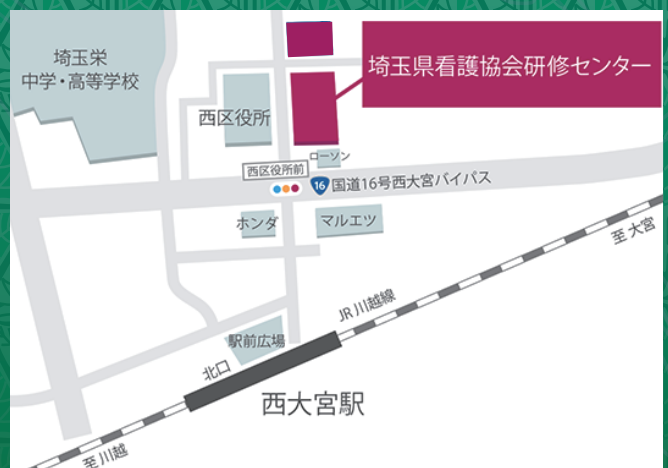 埼玉栄
中学・高等学校
埼玉県看護協会研修センター
西区役所
ローソン
西区役所前
16
国道16号西大宮バイパス
ホンダ
マルエツ
至 大宮
JR 川越線
駅前広場
北口
西大宮駅
至 川越